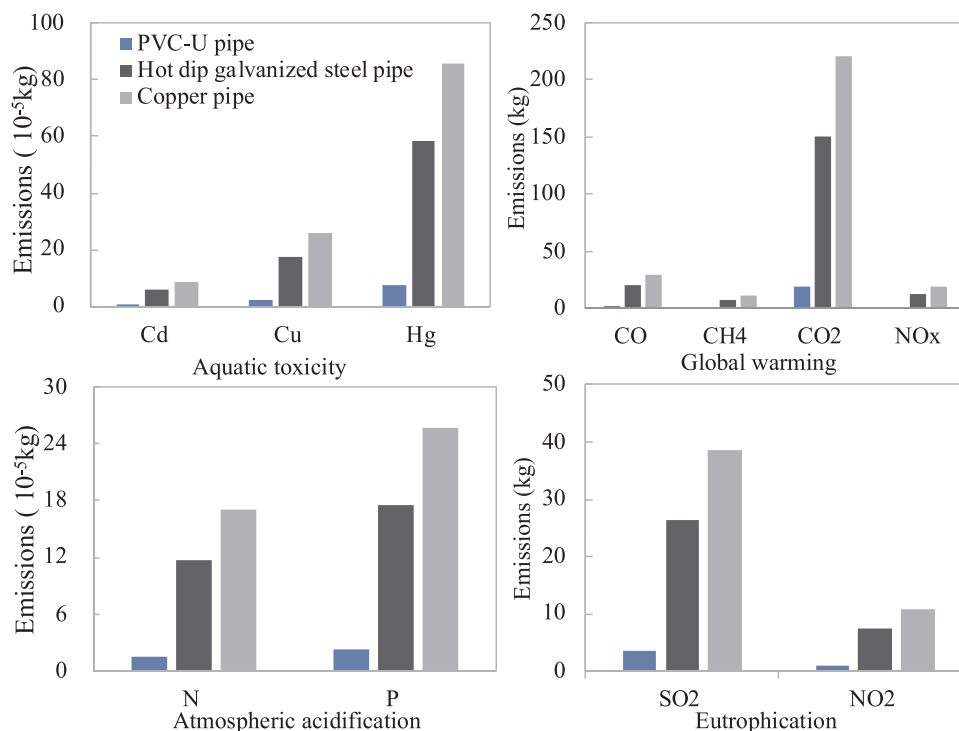 Emissions ( 10-5kg)
100
80
60
40
20
0
PVC-U pipe
Hot dip galvanized steel pipe
Copper pipe
Cd Cu Hg
Aquatic toxicity
Emissions (kg)
250
200
150
100
50
0
CO CH4 CO2 NOx
Global warming
Emissions ( 10-5kg)
30
24
18
12
6
0
N P
Atmospheric acidification
Emissions (kg)
50
40
30
20
10
0
SO2 NO2
Eutrophication